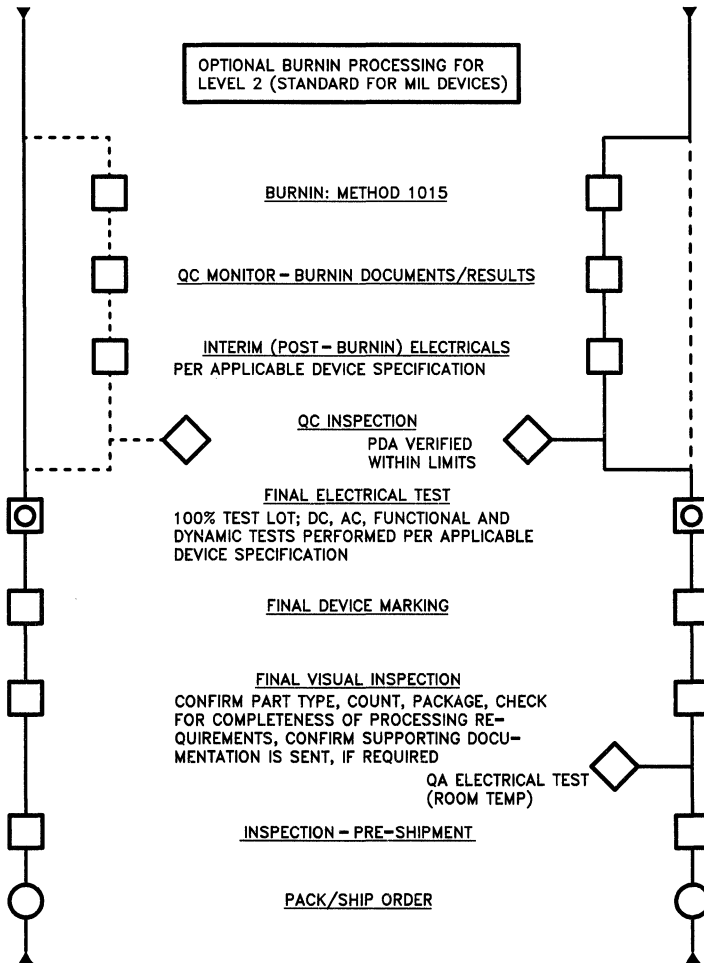 OPTIONAL BURNIN PROCESSING FOR
LEVEL 2 (STANDARD FOR MIL DEVICES)
BURNIN: METHOD 1015
QC MONITOR – BURNIN DOCUMENTS/RESULTS
INTERIM (POST – BURNIN) ELECTRICALS
PER APPLICABLE DEVICE SPECIFICATION
QC INSPECTION
PDA VERIFIED
WITHIN LIMITS
FINAL ELECTRICAL TEST
100% TEST LOT; DC, AC, FUNCTIONAL AND
DYNAMIC TESTS PERFORMED PER APPLICABLE
DEVICE SPECIFICATION
FINAL DEVICE MARKING
FINAL VISUAL INSPECTION
CONFIRM PART TYPE, COUNT, PACKAGE, CHECK
FOR COMPLETENESS OF PROCESSING RE–
QUIREMENTS, CONFIRM SUPPORTING DOCU–
MENTATION IS SENT, IF REQUIRED
QA ELECTRICAL TEST
(ROOM TEMP)
INSPECTION – PRE–SHIPMENT
PACK/SHIP ORDER